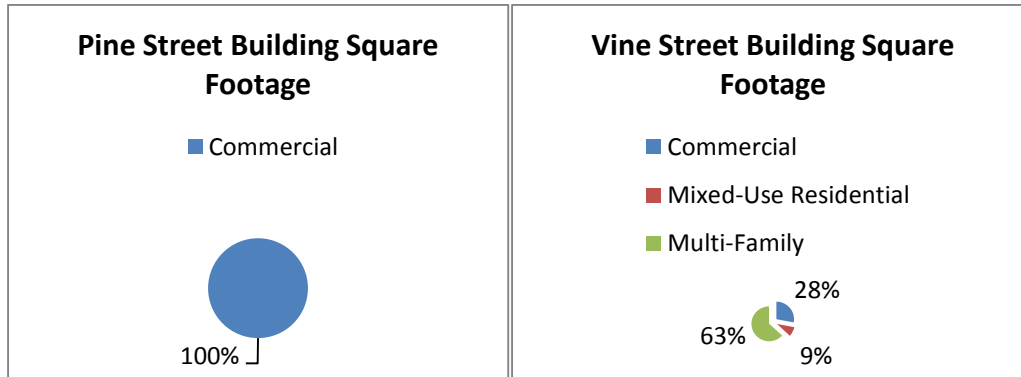 Pine Street Building Square
Footage
Commercial
100%
Vine Street Building Square
Footage
Commercial
Mixed-Use Residential
Multi-Family
28%
63%
9%